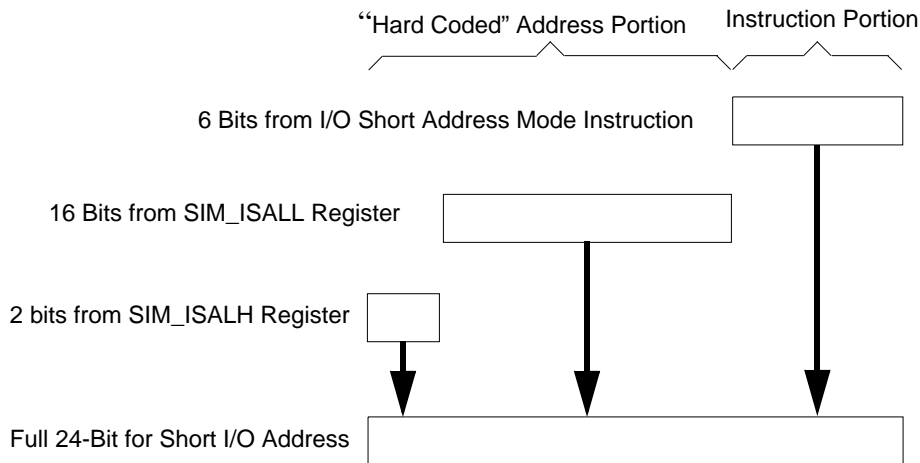 “Hard Coded” Address Portion
Instruction Portion
6 Bits from I/O Short Address Mode Instruction
16 Bits from SIM_ISALL Register
2 bits from SIM_ISALH Register
Full 24-Bit for Short I/O Address